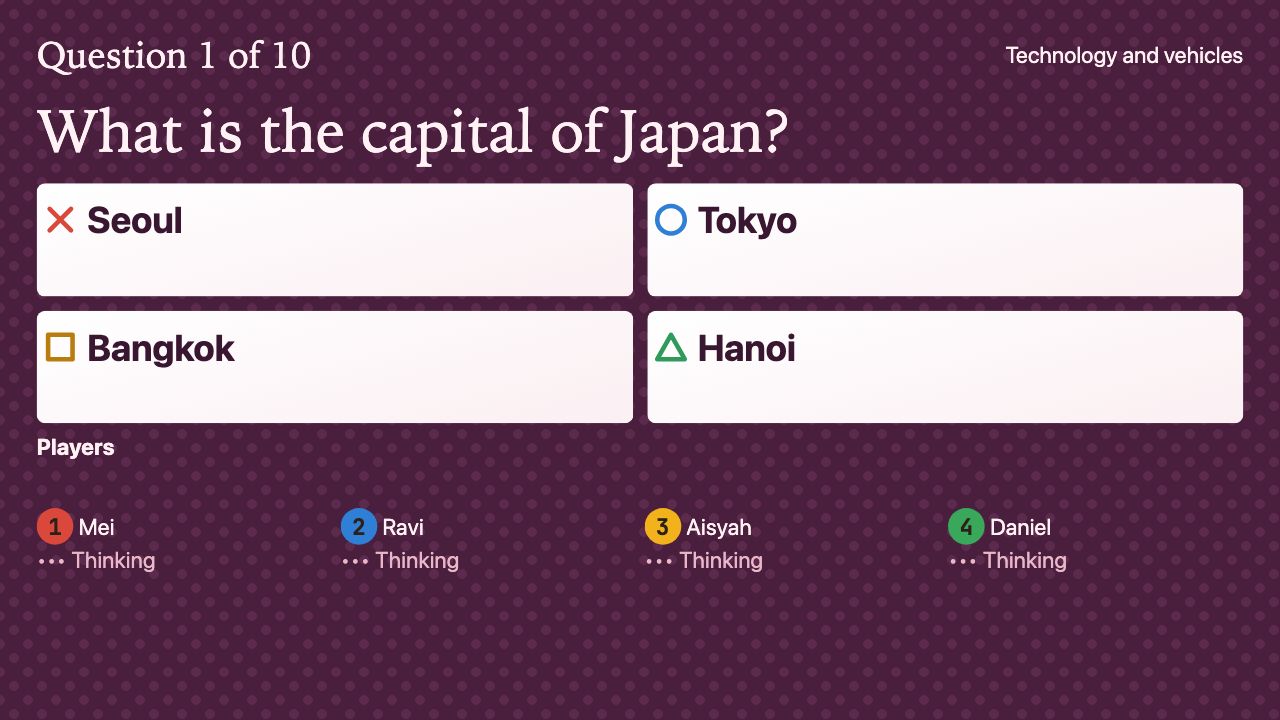 Question 1 of 10
Technology and vehicles
What is the capital of Japan?
Seoul
Tokyo
Bangkok
Hanoi
Players
1 Mei
2 Ravi
3 Aisyah
4 Daniel
••• Thinking
••• Thinking
••• Thinking
••• Thinking